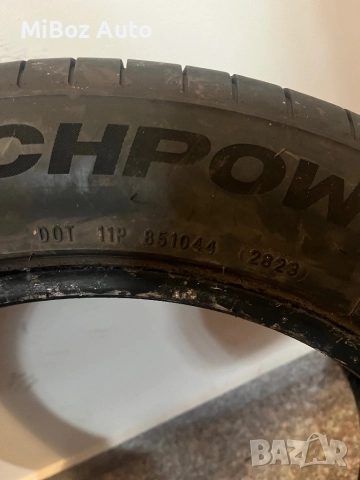 MiBoz Auto
CHPOW
DOT 11P 851044 2823
BAZAR